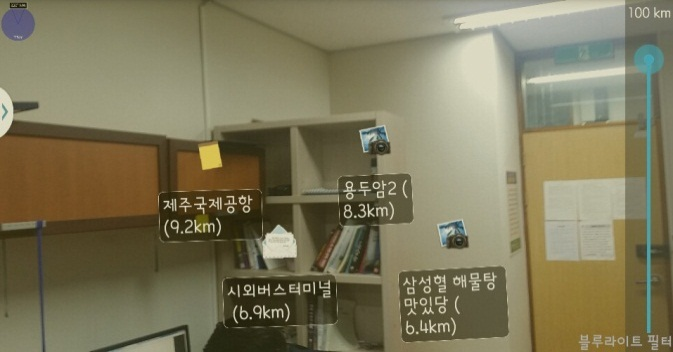 100 km
제주국제공항
(9.2km)
용두암2 (
8.3km)
시외버스터미널
(6.9km)
삼성혈 해물탕
맛있당 (
6.4km)
블루라이트 필터